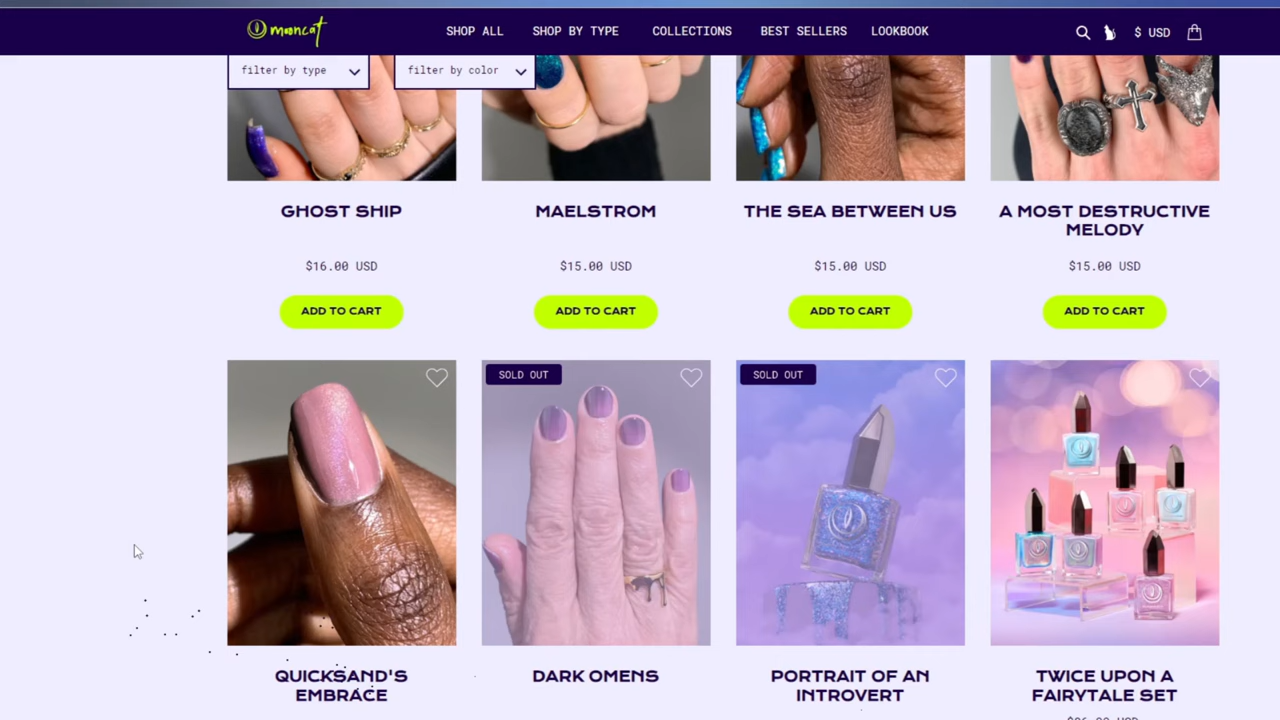 mooncat
SHOP ALL
SHOP BY TYPE
COLLECTIONS
BEST SELLERS
LOOKBOOK
$ USD
filter by type
filter by color
GHOST SHIP
MAELSTROM
THE SEA BETWEEN US
A MOST DESTRUCTIVE
MELODY
$16.00 USD
$15.00 USD
$15.00 USD
$15.00 USD
ADD TO CART
ADD TO CART
ADD TO CART
ADD TO CART
SOLD OUT
SOLD OUT
QUICKSAND'S
EMBRACE
DARK OMENS
PORTRAIT OF AN
INTROVERT
TWICE UPON A
FAIRYTALE SET